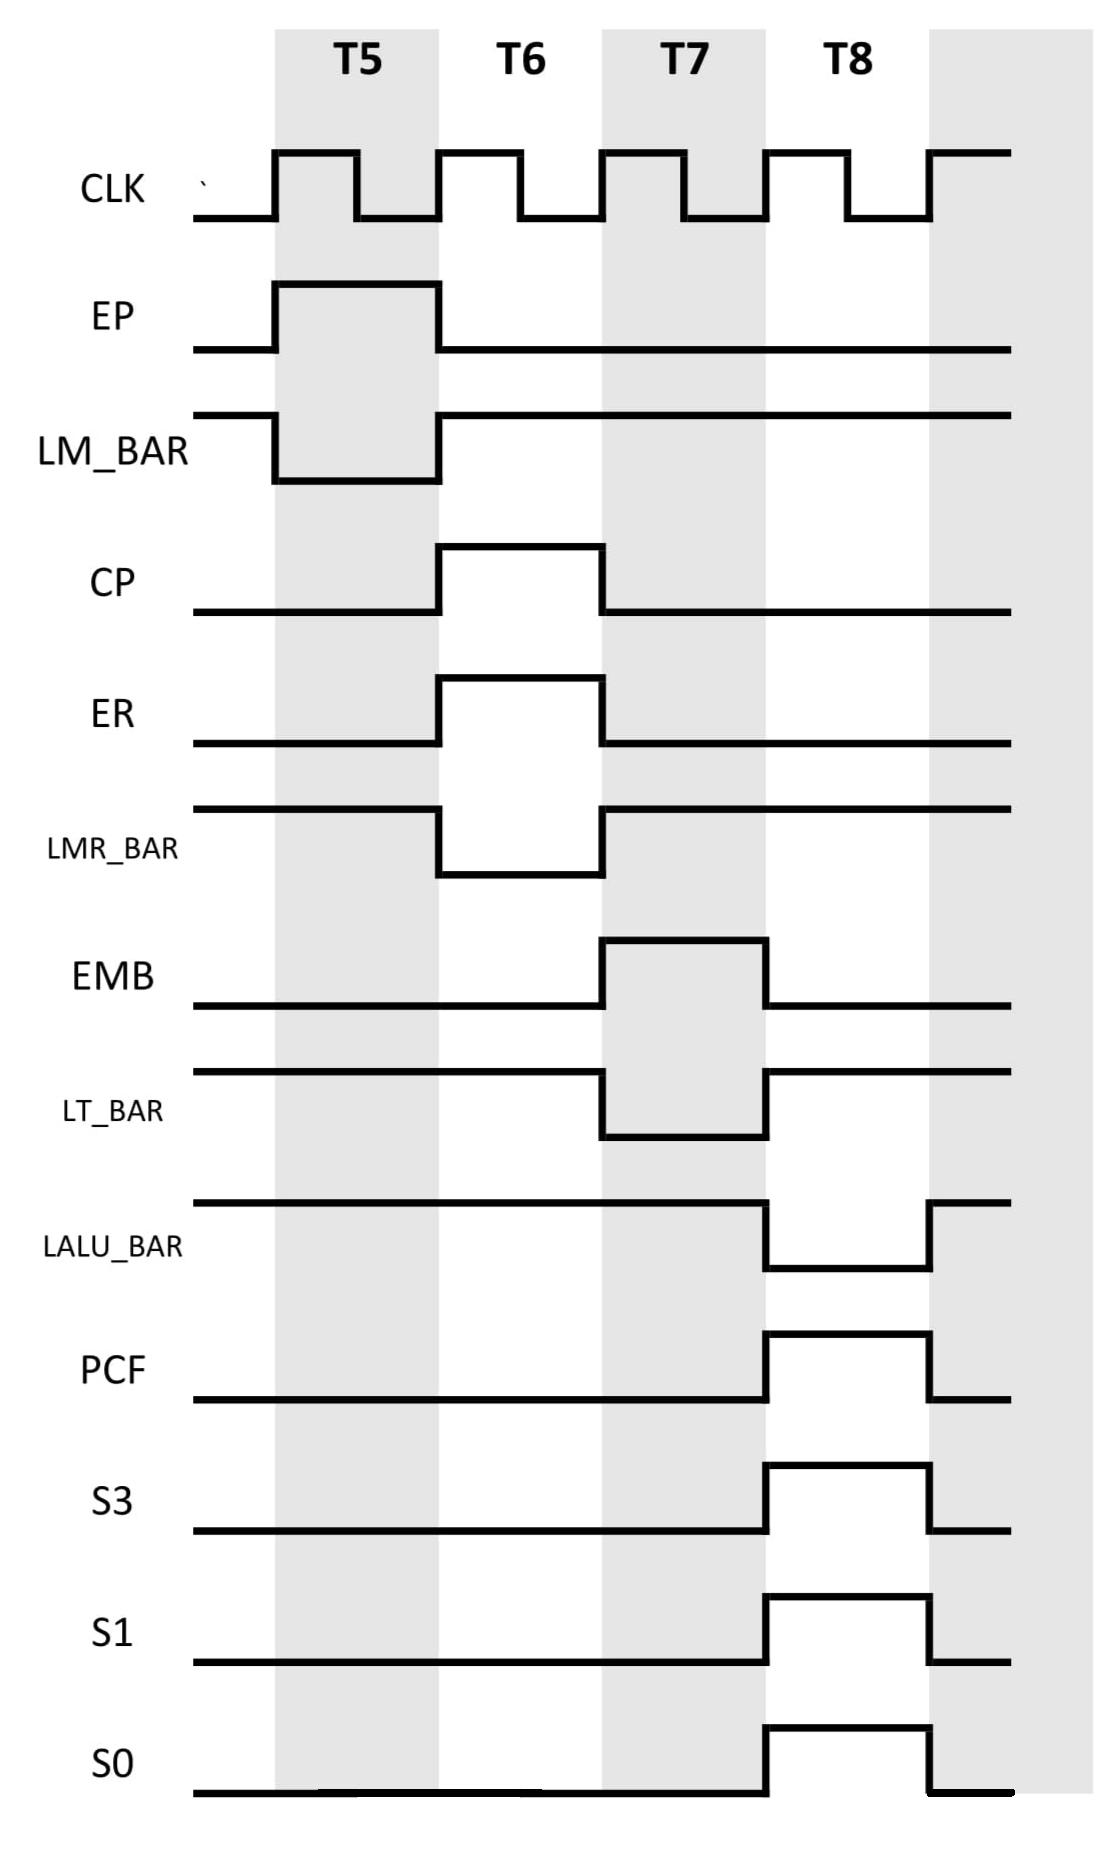 T5 T6 T7 T8
CLK `
EP
LM_BAR
CP
ER
LMR_BAR
EMB
LT_BAR
LALU_BAR
PCF
S3
S1
S0